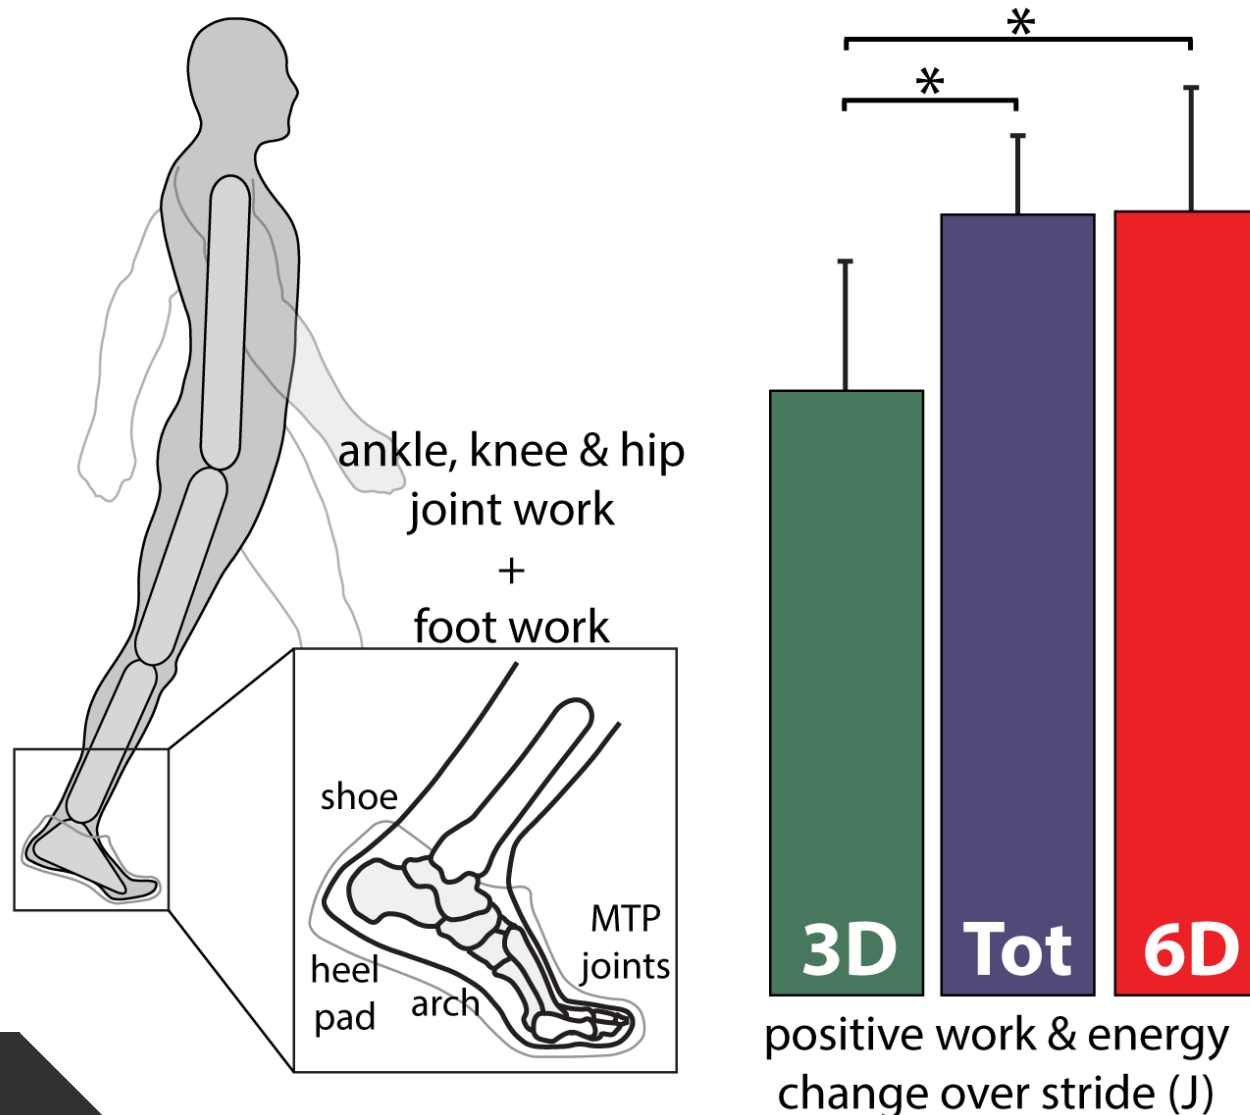 ankle, knee & hip
joint work
+
foot work
shoe
heel
pad
arch
MTP
joints
*
*
3D
Tot
6D
positive work & energy
change over stride (J)